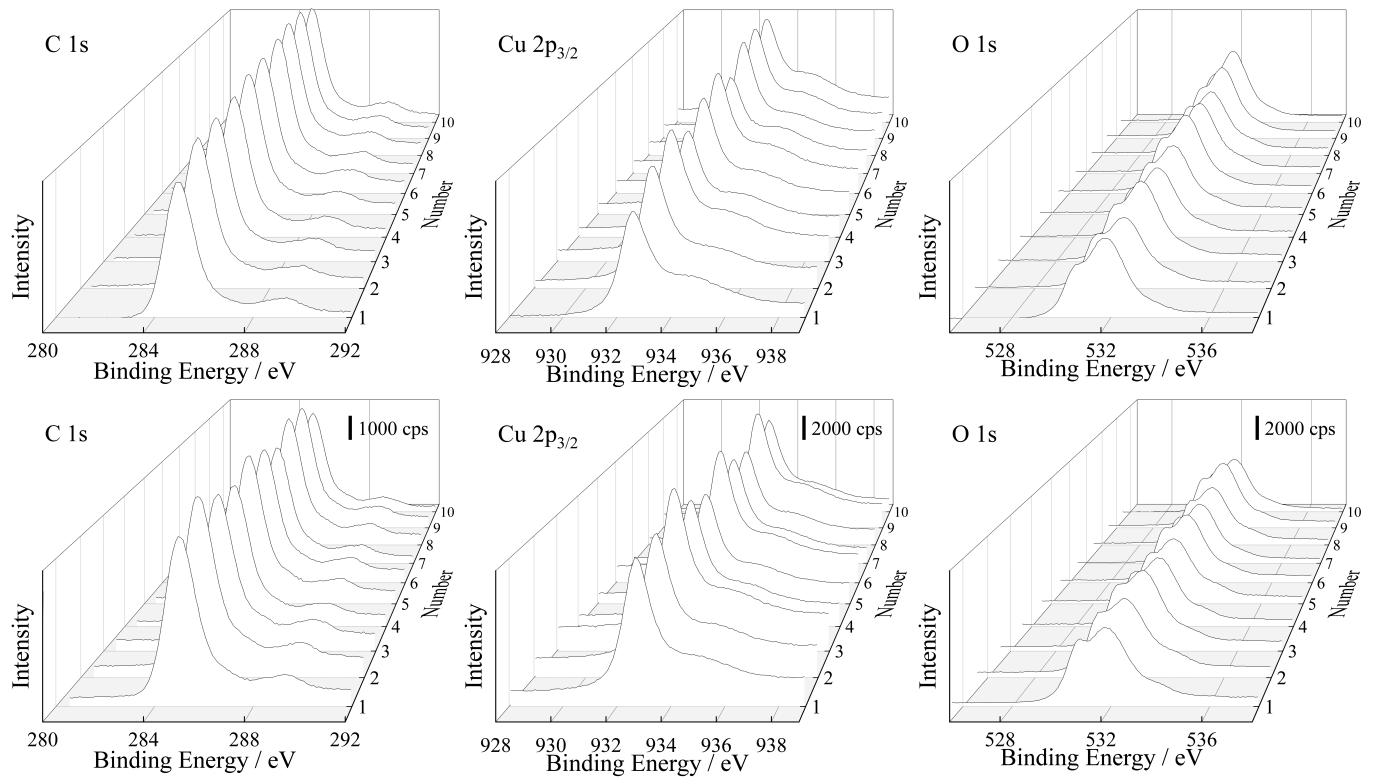 C 1s
Intensity
280 284 288 292
Binding Energy / eV
1 2 3 4 5 6 7 8 9 10
Number
Cu 2p3/2
Intensity
928 930 932 934 936 938
Binding Energy / eV
1 2 3 4 5 6 7 8 9 10
Number
O 1s
Intensity
528 532 536
Binding Energy / eV
1 2 3 4 5 6 7 8 9 10
Number
C 1s
1000 cps
Intensity
280 284 288 292
Binding Energy / eV
1 2 3 4 5 6 7 8 9 10
Number
Cu 2p3/2
2000 cps
Intensity
928 930 932 934 936 938
Binding Energy / eV
1 2 3 4 5 6 7 8 9 10
Number
O 1s
2000 cps
Intensity
528 532 536
Binding Energy / eV
1 2 3 4 5 6 7 8 9 10
Number